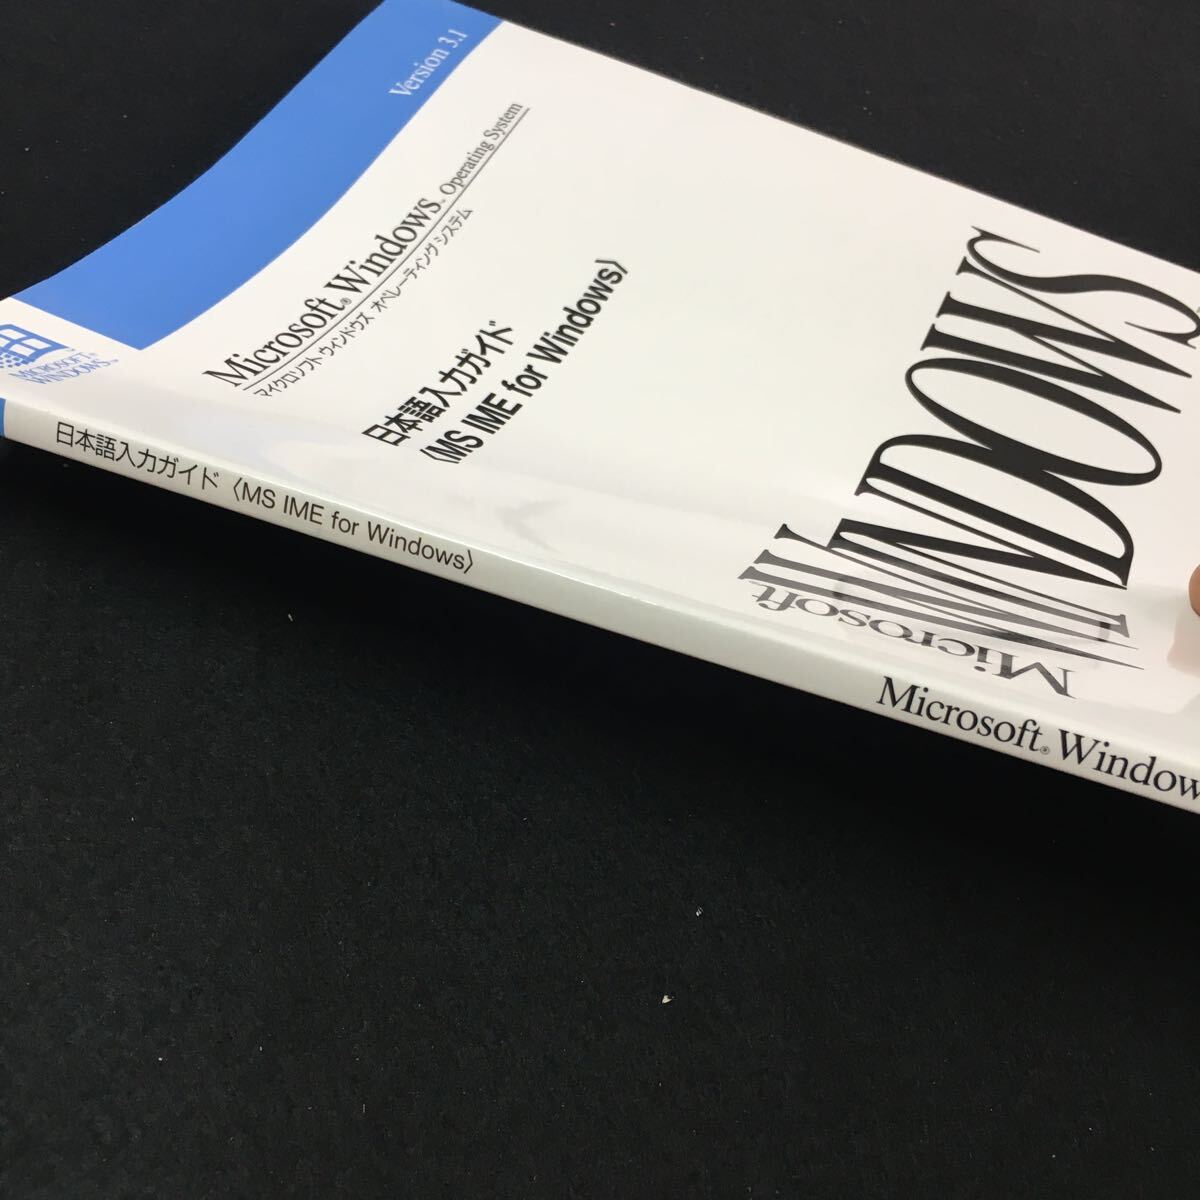 Version 3.1
Microsoft® Windows™ Operating System
マイクロソフト ウィンドウズ オペレーティング システム
日本語入力ガイド
〈MS IME for Windows〉
MICROSOFT®
WINDOWS™
WINDOWS
Microsoft
日本語入力ガイド〈MS IME for Windows〉
Microsoft® Window